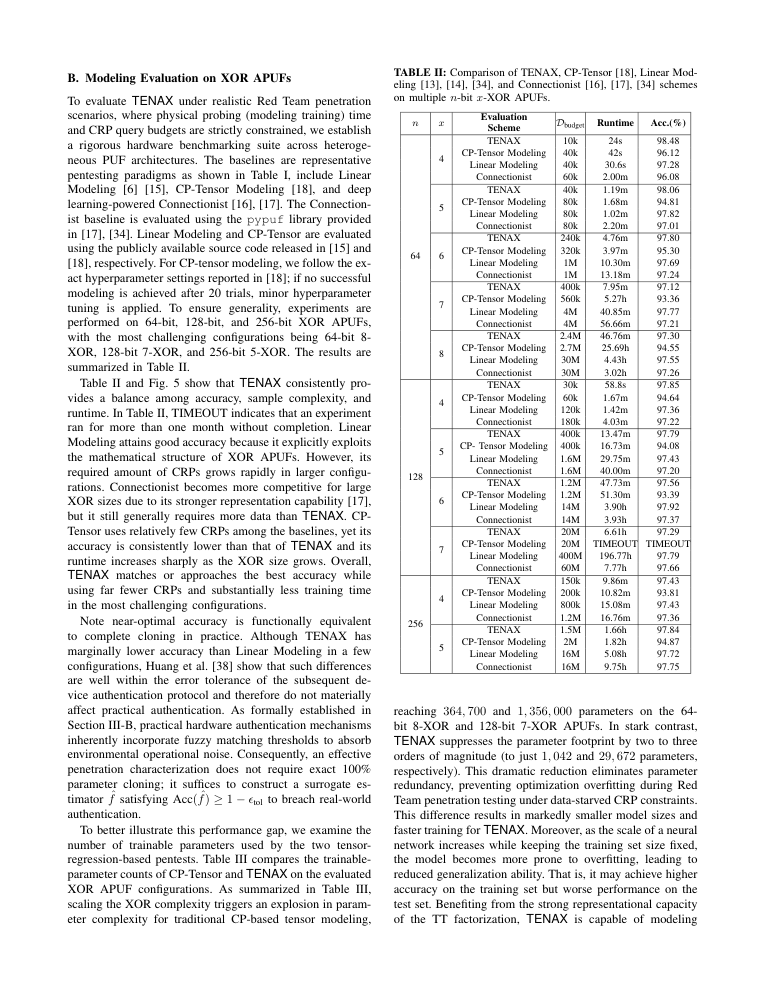 B. Modeling Evaluation on XOR APUFs
To evaluate TENAX under realistic Red Team penetration
scenarios, where physical probing (modeling training) time
and CRP query budgets are strictly constrained, we establish
a rigorous hardware benchmarking suite across heteroge-
neous PUF architectures. The baselines are representative
pentesting paradigms as shown in Table I, include Linear
Modeling [6] [15], CP-Tensor Modeling [18], and deep
learning-powered Connectionist [16], [17]. The Connection-
ist baseline is evaluated using the pypuf library provided
in [17], [34]. Linear Modeling and CP-Tensor are evaluated
using the publicly available source code released in [15] and
[18], respectively. For CP-tensor modeling, we follow the ex-
act hyperparameter settings reported in [18]; if no successful
modeling is achieved after 20 trials, minor hyperparameter
tuning is applied. To ensure generality, experiments are
performed on 64-bit, 128-bit, and 256-bit XOR APUFs,
with the most challenging configurations being 64-bit 8-
XOR, 128-bit 7-XOR, and 256-bit 5-XOR. The results are
summarized in Table II.
Table II and Fig. 5 show that TENAX consistently pro-
vides a balance among accuracy, sample complexity, and
runtime. In Table II, TIMEOUT indicates that an experiment
ran for more than one month without completion. Linear
Modeling attains good accuracy because it explicitly exploits
the mathematical structure of XOR APUFs. However, its
required amount of CRPs grows rapidly in larger configu-
rations. Connectionist becomes more competitive for large
XOR sizes due to its stronger representation capability [17],
but it still generally requires more data than TENAX. CP-
Tensor uses relatively few CRPs among the baselines, yet its
accuracy is consistently lower than that of TENAX and its
runtime increases sharply as the XOR size grows. Overall,
TENAX matches or approaches the best accuracy while
using far fewer CRPs and substantially less training time
in the most challenging configurations.
Note near-optimal accuracy is functionally equivalent
to complete cloning in practice. Although TENAX has
marginally lower accuracy than Linear Modeling in a few
configurations, Huang et al. [38] show that such differences
are well within the error tolerance of the subsequent de-
vice authentication protocol and therefore do not materially
affect practical authentication. As formally established in
Section III-B, practical hardware authentication mechanisms
inherently incorporate fuzzy matching thresholds to absorb
environmental operational noise. Consequently, an effective
penetration characterization does not require exact 100%
parameter cloning; it suffices to construct a surrogate es-
timator f̂ satisfying Acc(f̂) ≥ 1 − ϵtol to breach real-world
authentication.
To better illustrate this performance gap, we examine the
number of trainable parameters used by the two tensor-
regression-based pentests. Table III compares the trainable-
parameter counts of CP-Tensor and TENAX on the evaluated
XOR APUF configurations. As summarized in Table III,
scaling the XOR complexity triggers an explosion in param-
eter complexity for traditional CP-based tensor modeling,
TABLE II: Comparison of TENAX, CP-Tensor [18], Linear Mod-
eling [13], [14], [34], and Connectionist [16], [17], [34] schemes
on multiple n-bit x-XOR APUFs.
n x Evaluation Scheme Dbudget Runtime Acc.(%)
64 4 TENAX 10k 24s 98.48
CP-Tensor Modeling 40k 42s 96.12
Linear Modeling 40k 30.6s 97.28
Connectionist 60k 2.00m 96.08
5 TENAX 40k 1.19m 98.06
CP-Tensor Modeling 80k 1.68m 94.81
Linear Modeling 80k 1.02m 97.82
Connectionist 80k 2.20m 97.01
6 TENAX 240k 4.76m 97.80
CP-Tensor Modeling 320k 3.97m 95.30
Linear Modeling 1M 10.30m 97.69
Connectionist 1M 13.18m 97.24
7 TENAX 400k 7.95m 97.12
CP-Tensor Modeling 560k 5.27h 93.36
Linear Modeling 4M 40.85m 97.77
Connectionist 4M 56.66m 97.21
8 TENAX 2.4M 46.76m 97.30
CP-Tensor Modeling 2.7M 25.69h 94.55
Linear Modeling 30M 4.43h 97.55
Connectionist 30M 3.02h 97.26
128 4 TENAX 30k 58.8s 97.85
CP-Tensor Modeling 60k 1.67m 94.64
Linear Modeling 120k 1.42m 97.36
Connectionist 180k 4.03m 97.22
5 TENAX 400k 13.47m 97.79
CP- Tensor Modeling 400k 16.73m 94.08
Linear Modeling 1.6M 29.75m 97.43
Connectionist 1.6M 40.00m 97.20
6 TENAX 1.2M 47.73m 97.56
CP-Tensor Modeling 1.2M 51.30m 93.39
Linear Modeling 14M 3.90h 97.92
Connectionist 14M 3.93h 97.37
7 TENAX 20M 6.61h 97.29
CP-Tensor Modeling 20M TIMEOUT TIMEOUT
Linear Modeling 400M 196.77h 97.79
Connectionist 60M 7.77h 97.66
256 4 TENAX 150k 9.86m 97.43
CP-Tensor Modeling 200k 10.82m 93.81
Linear Modeling 800k 15.08m 97.43
Connectionist 1.2M 16.76m 97.36
5 TENAX 1.5M 1.66h 97.84
CP-Tensor Modeling 2M 1.82h 94.87
Linear Modeling 16M 5.08h 97.72
Connectionist 16M 9.75h 97.75
reaching 364, 700 and 1, 356, 000 parameters on the 64-
bit 8-XOR and 128-bit 7-XOR APUFs. In stark contrast,
TENAX suppresses the parameter footprint by two to three
orders of magnitude (to just 1, 042 and 29, 672 parameters,
respectively). This dramatic reduction eliminates parameter
redundancy, preventing optimization overfitting during Red
Team penetration testing under data-starved CRP constraints.
This difference results in markedly smaller model sizes and
faster training for TENAX. Moreover, as the scale of a neural
network increases while keeping the training set size fixed,
the model becomes more prone to overfitting, leading to
reduced generalization ability. That is, it may achieve higher
accuracy on the training set but worse performance on the
test set. Benefiting from the strong representational capacity
of the TT factorization, TENAX is capable of modeling